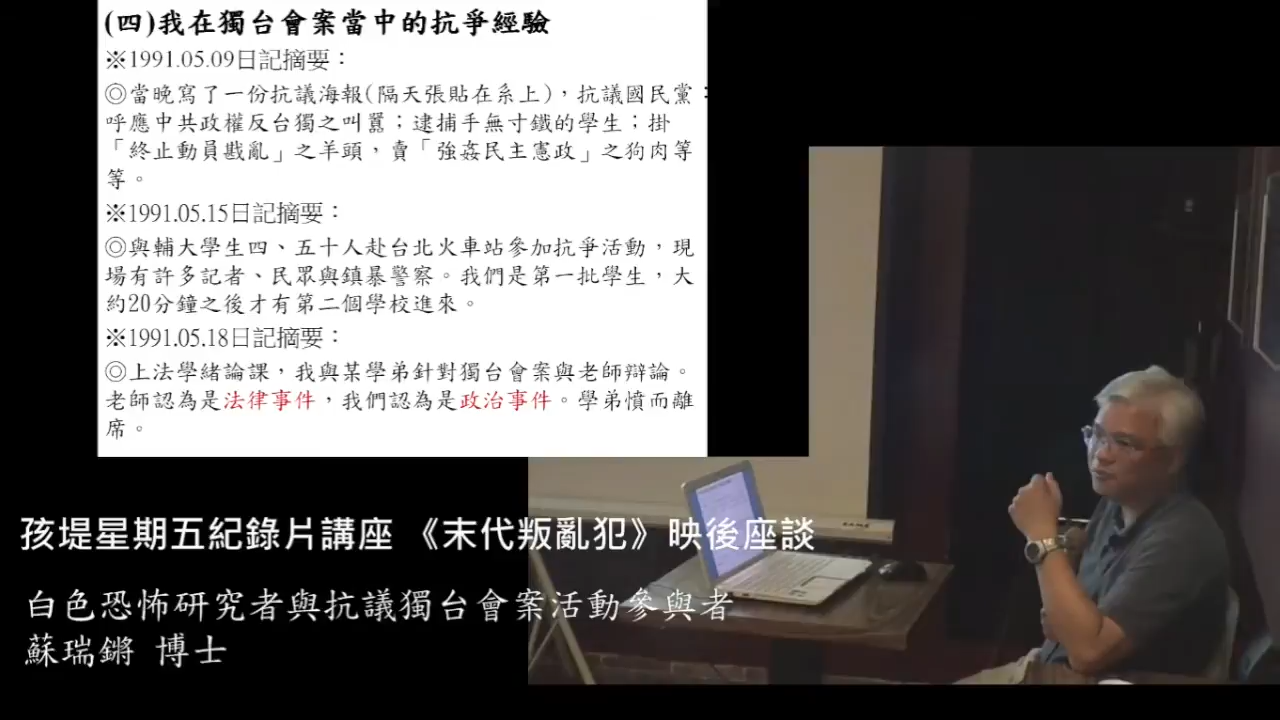 (四)我在獨台會案當中的抗爭經驗
※1991.05.09日記摘要：
◎當晚寫了一份抗議海報(隔天張貼在系上)，抗議國民黨：
呼應中共政權反台獨之叫囂；逮捕手無寸鐵的學生；掛
「終止動員戡亂」之羊頭，賣「強姦民主憲政」之狗肉等
等。
※1991.05.15日記摘要：
◎與輔大學生四、五十人赴台北火車站參加抗爭活動，現
場有許多記者、民眾與鎮暴警察。我們是第一批學生，大
約20分鐘之後才有第二個學校進來。
※1991.05.18日記摘要：
◎上法學緒論課，我與某學弟針對獨台會案與老師辯論。
老師認為是法律事件，我們認為是政治事件。學弟憤而離
席。
孩堤星期五紀錄片講座 《末代叛亂犯》映後座談
白色恐怖研究者與抗議獨台會案活動參與者
蘇瑞鏘 博士